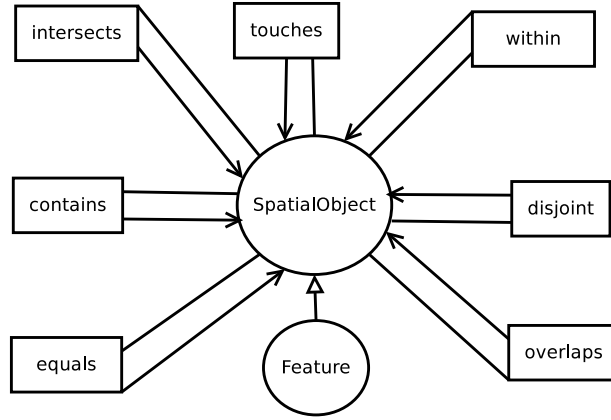 intersects
touches
within
contains
SpatialObject
disjoint
equals
Feature
overlaps